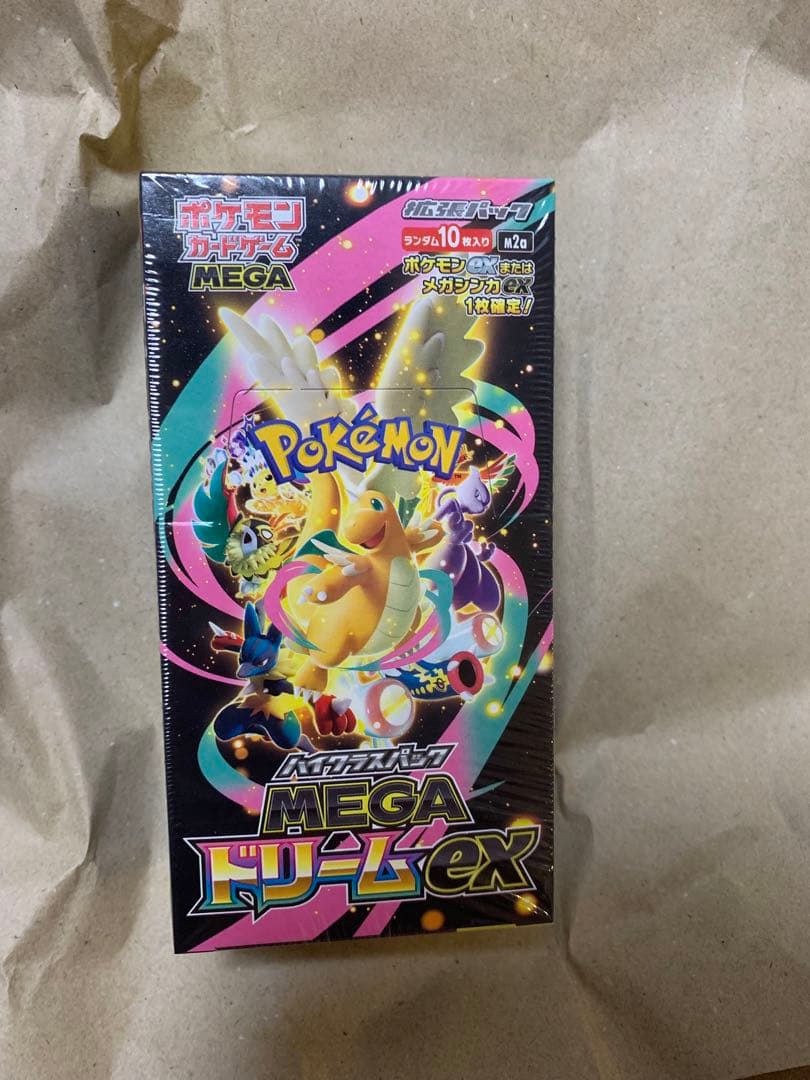 ポケモン
カードゲーム
MEGA
拡張パック
ランダム10枚入り M2a
ポケモンexまたは
メガシンカex
1枚確定!
POKéMON
TM
ハイクラスパック
MEGA
ドリームex